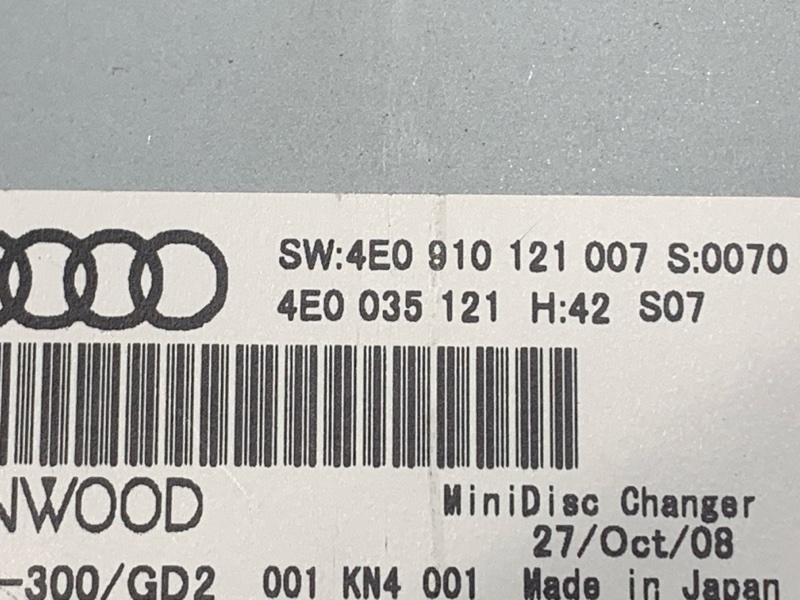 SW:4E0 910 121 007 S:0070
4E0 035 121 H:42 S07
NWOOD
MiniDisc Changer
27/Oct/08
-300/GD2 001 KN4 001 Made in Japan